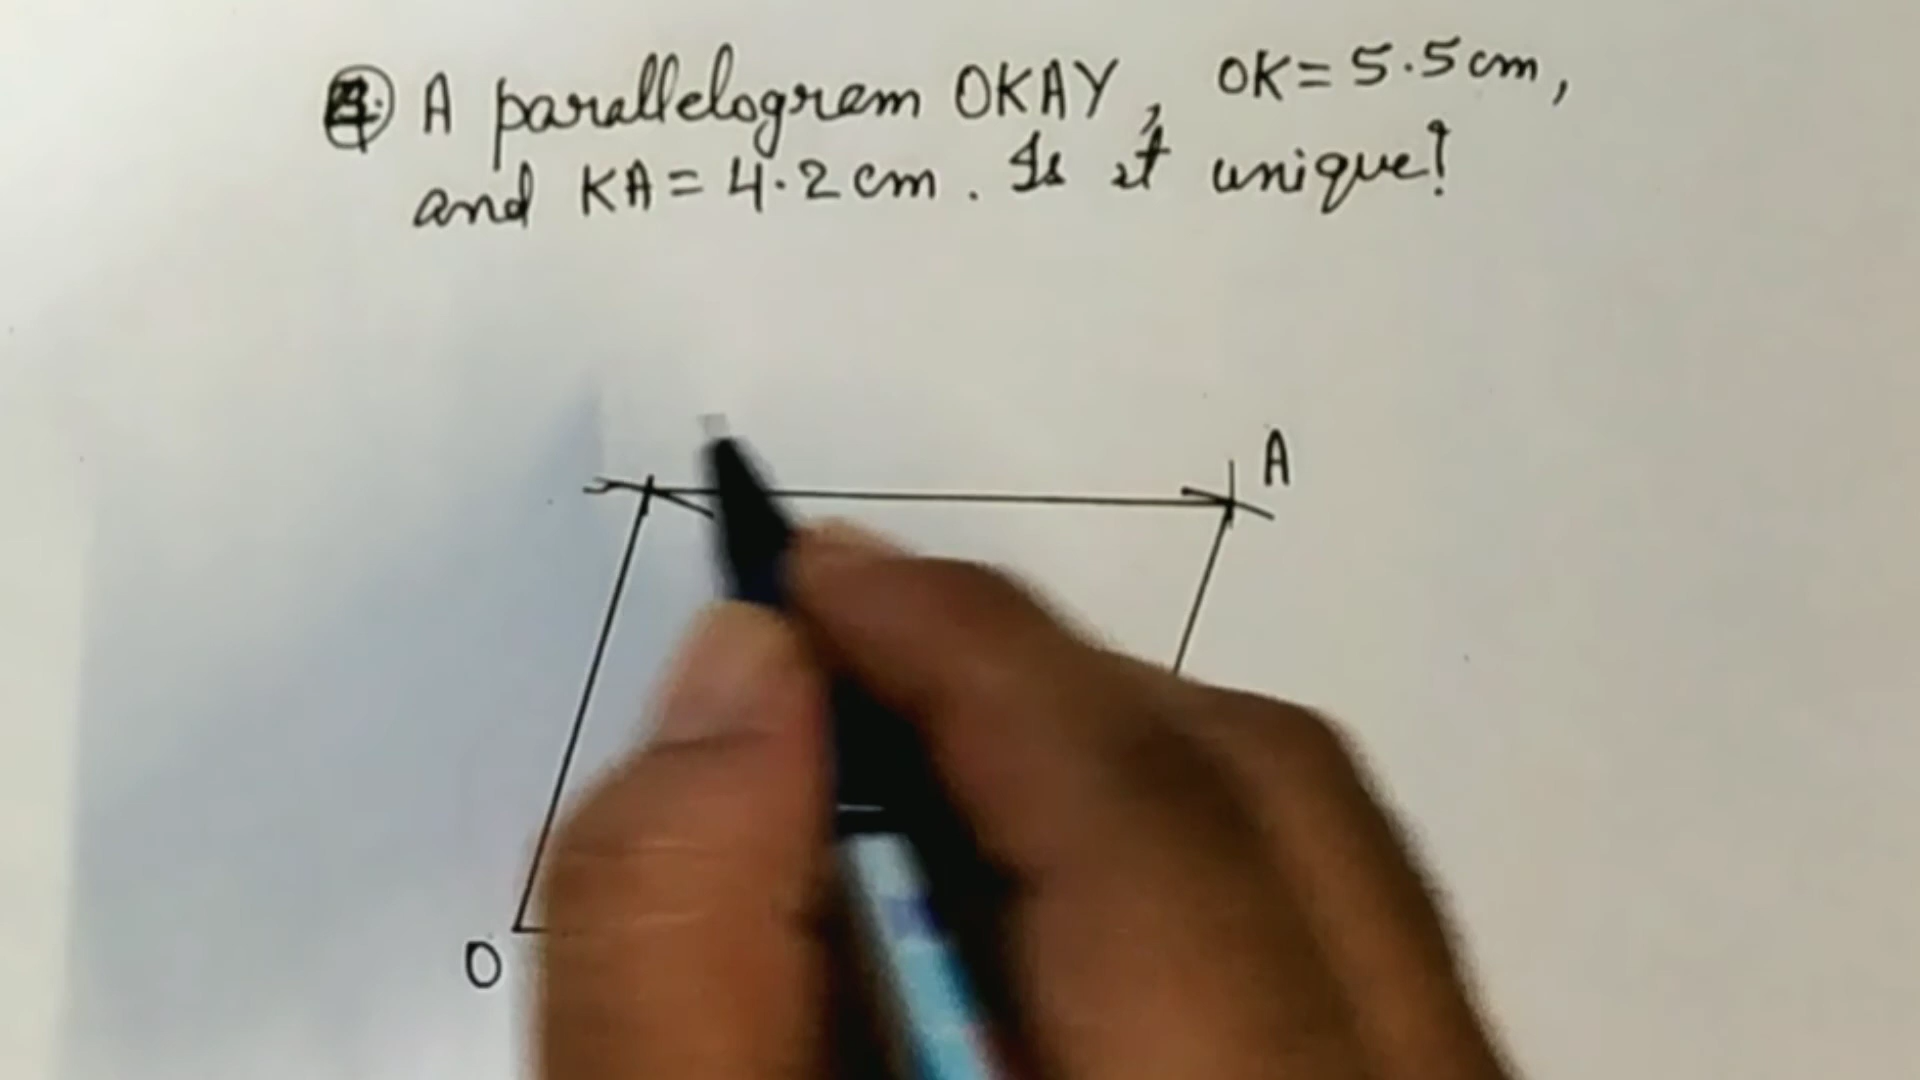 4. A parallelogram OKAY, OK = 5.5 cm,
and KA = 4.2 cm. Is it unique?
A
O